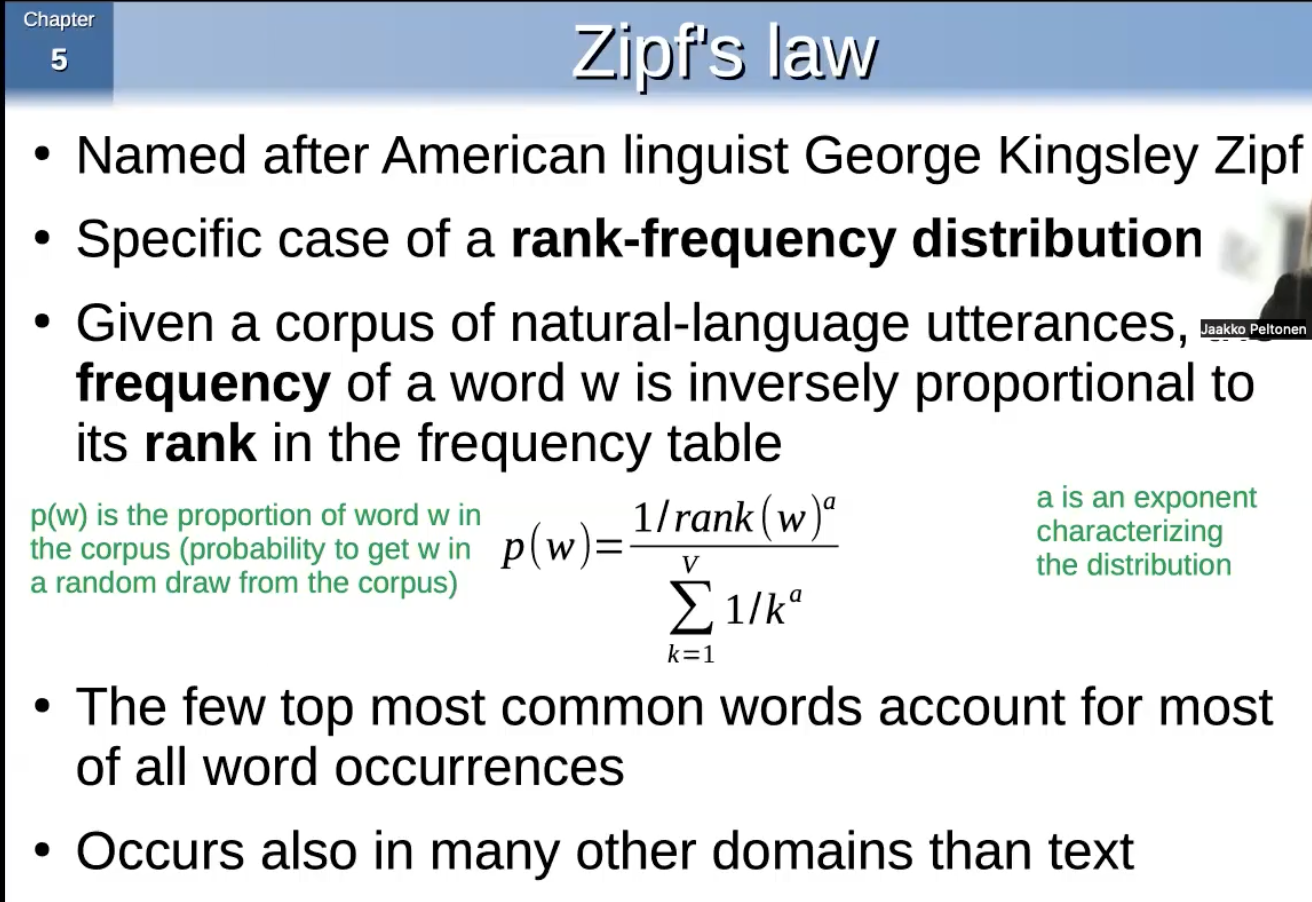 Chapter
5
Zipf's law
• Named after American linguist George Kingsley Zipf
• Specific case of a rank-frequency distribution
• Given a corpus of natural-language utterances,
Jaakko Peltonen
frequency of a word w is inversely proportional to
its rank in the frequency table
p(w) is the proportion of word w in
the corpus (probability to get w in
a random draw from the corpus)
p(w)=
1/rank(w)^a
V
∑ 1/k^a
k=1
a is an exponent
characterizing
the distribution
• The few top most common words account for most
of all word occurrences
• Occurs also in many other domains than text